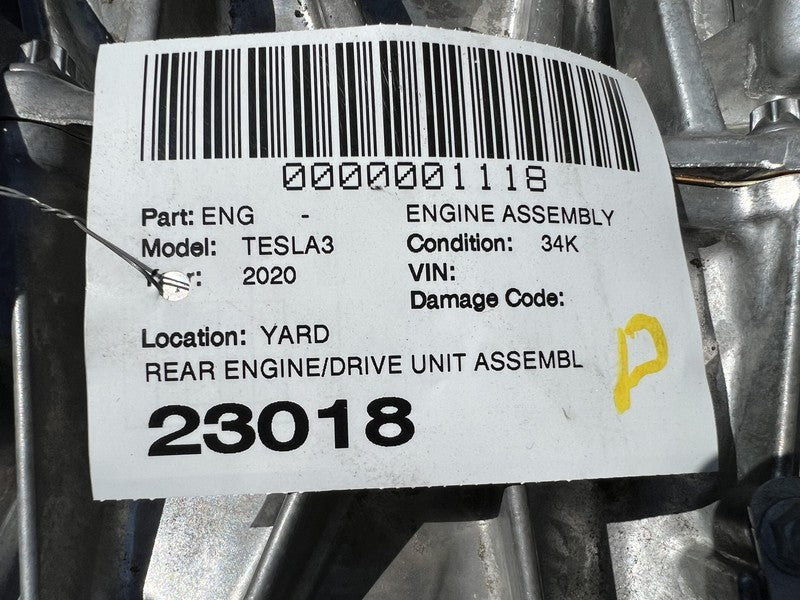 0000001118
Part: ENG - ENGINE ASSEMBLY
Model: TESLA3 Condition: 34K
2020 VIN:
Damage Code:
Location: YARD
REAR ENGINE/DRIVE UNIT ASSEMBL
23018
D